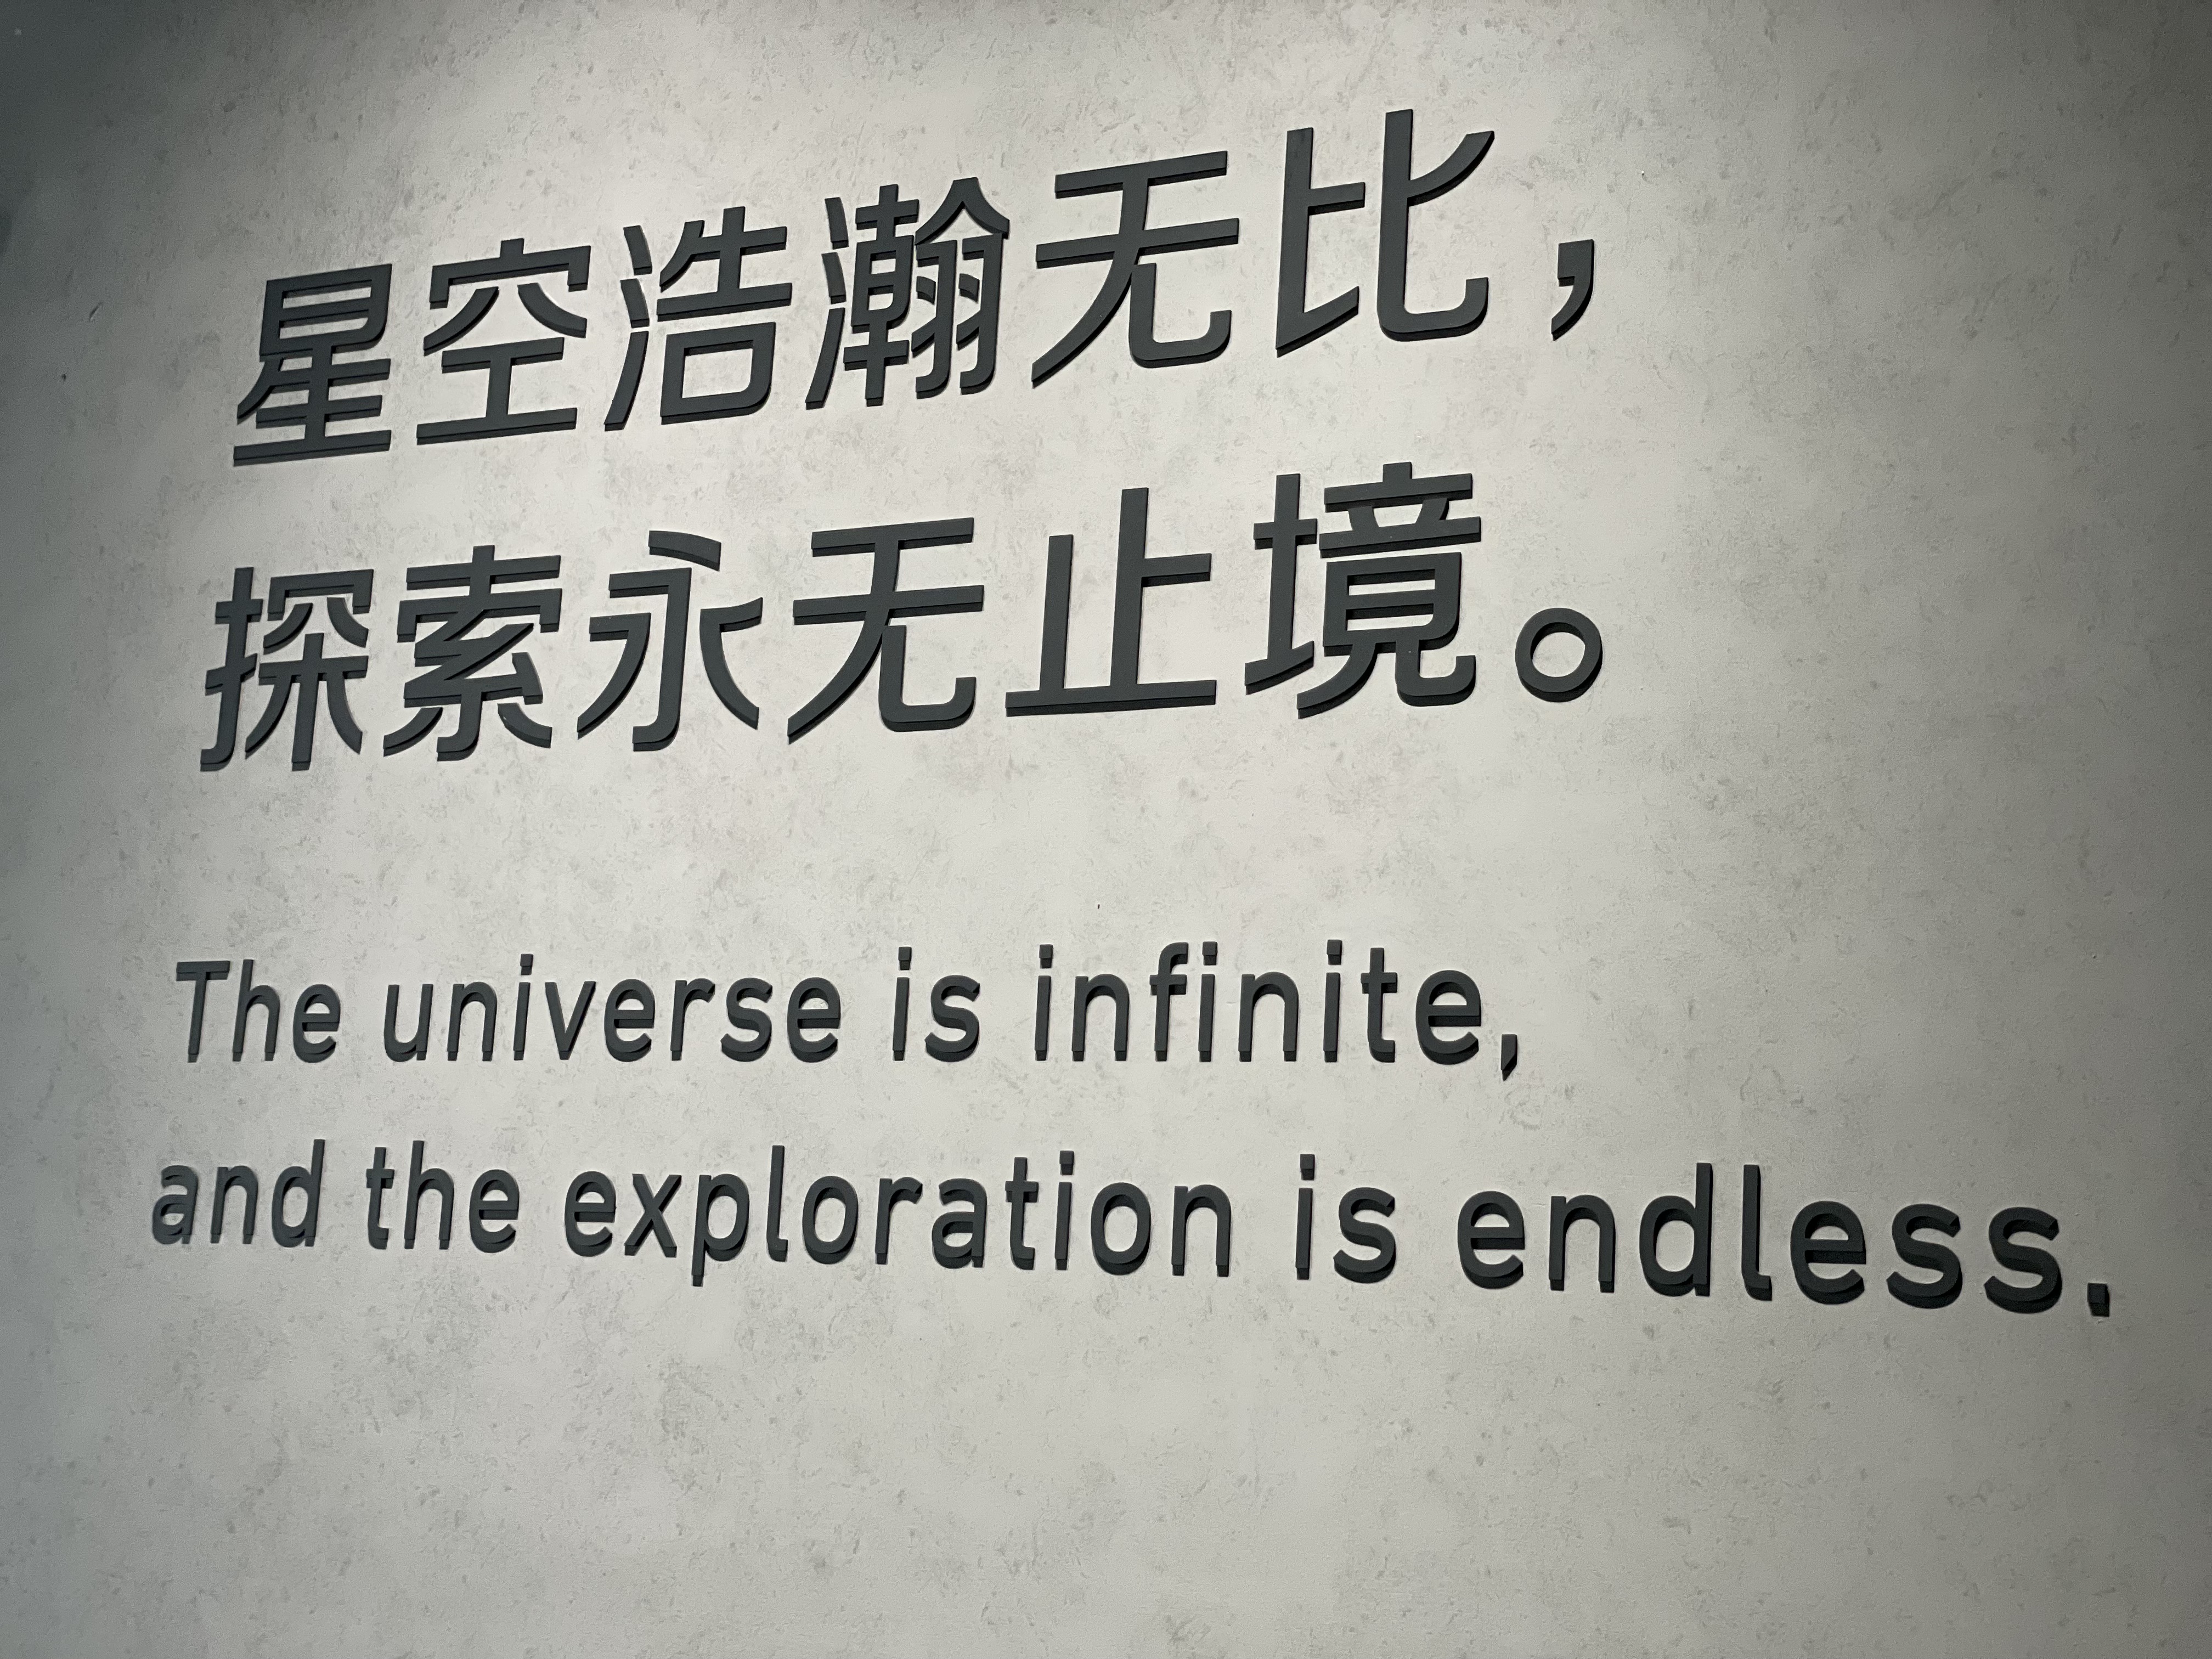 星空浩瀚无比，
探索永无止境。
The universe is infinite,
and the exploration is endless.